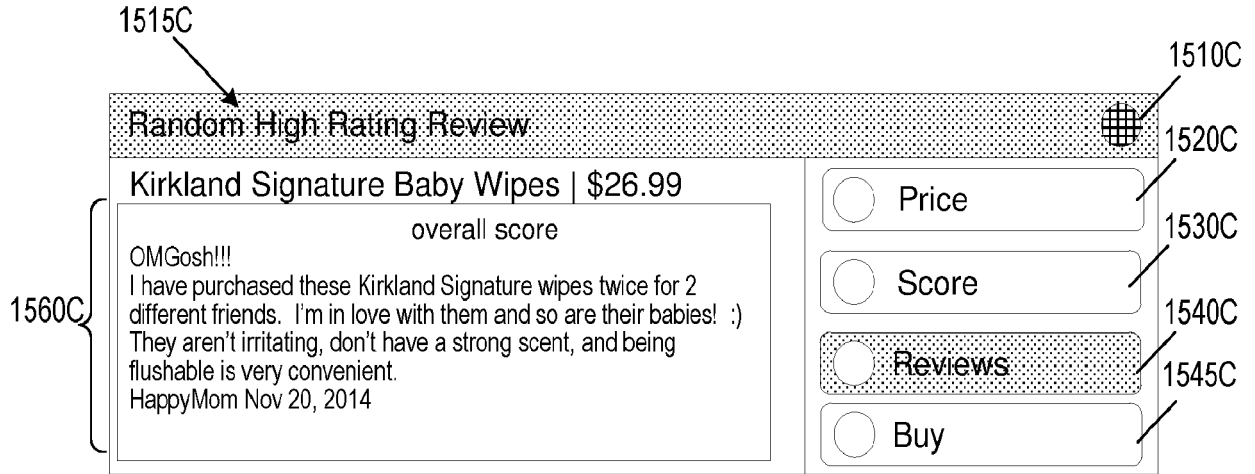 1515C
1510C
Random High Rating Review
1520C
Kirkland Signature Baby Wipes | $26.99
Price
overall score
1530C
OMGosh!!!
I have purchased these Kirkland Signature wipes twice for 2
Score
1560C
different friends.  I'm in love with them and so are their babies!  :)
1540C
They aren't irritating, don't have a strong scent, and being
Reviews
flushable is very convenient.
1545C
HappyMom Nov 20, 2014
Buy